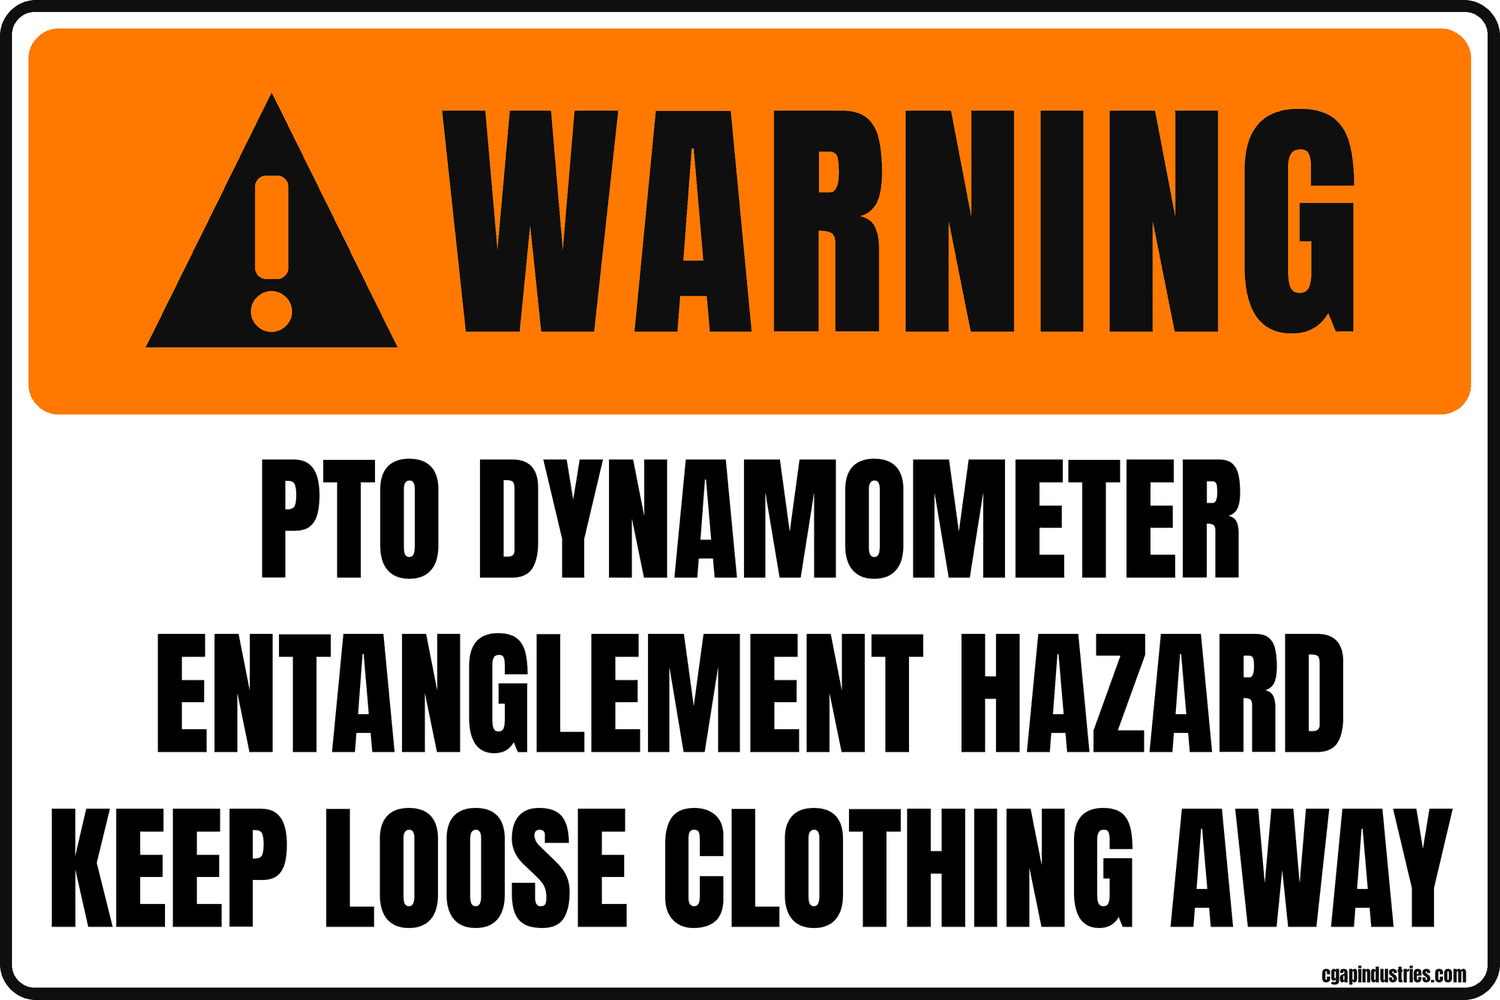 WARNING
PTO DYNAMOMETER
ENTANGLEMENT HAZARD
KEEP LOOSE CLOTHING AWAY
cgapindustries.com